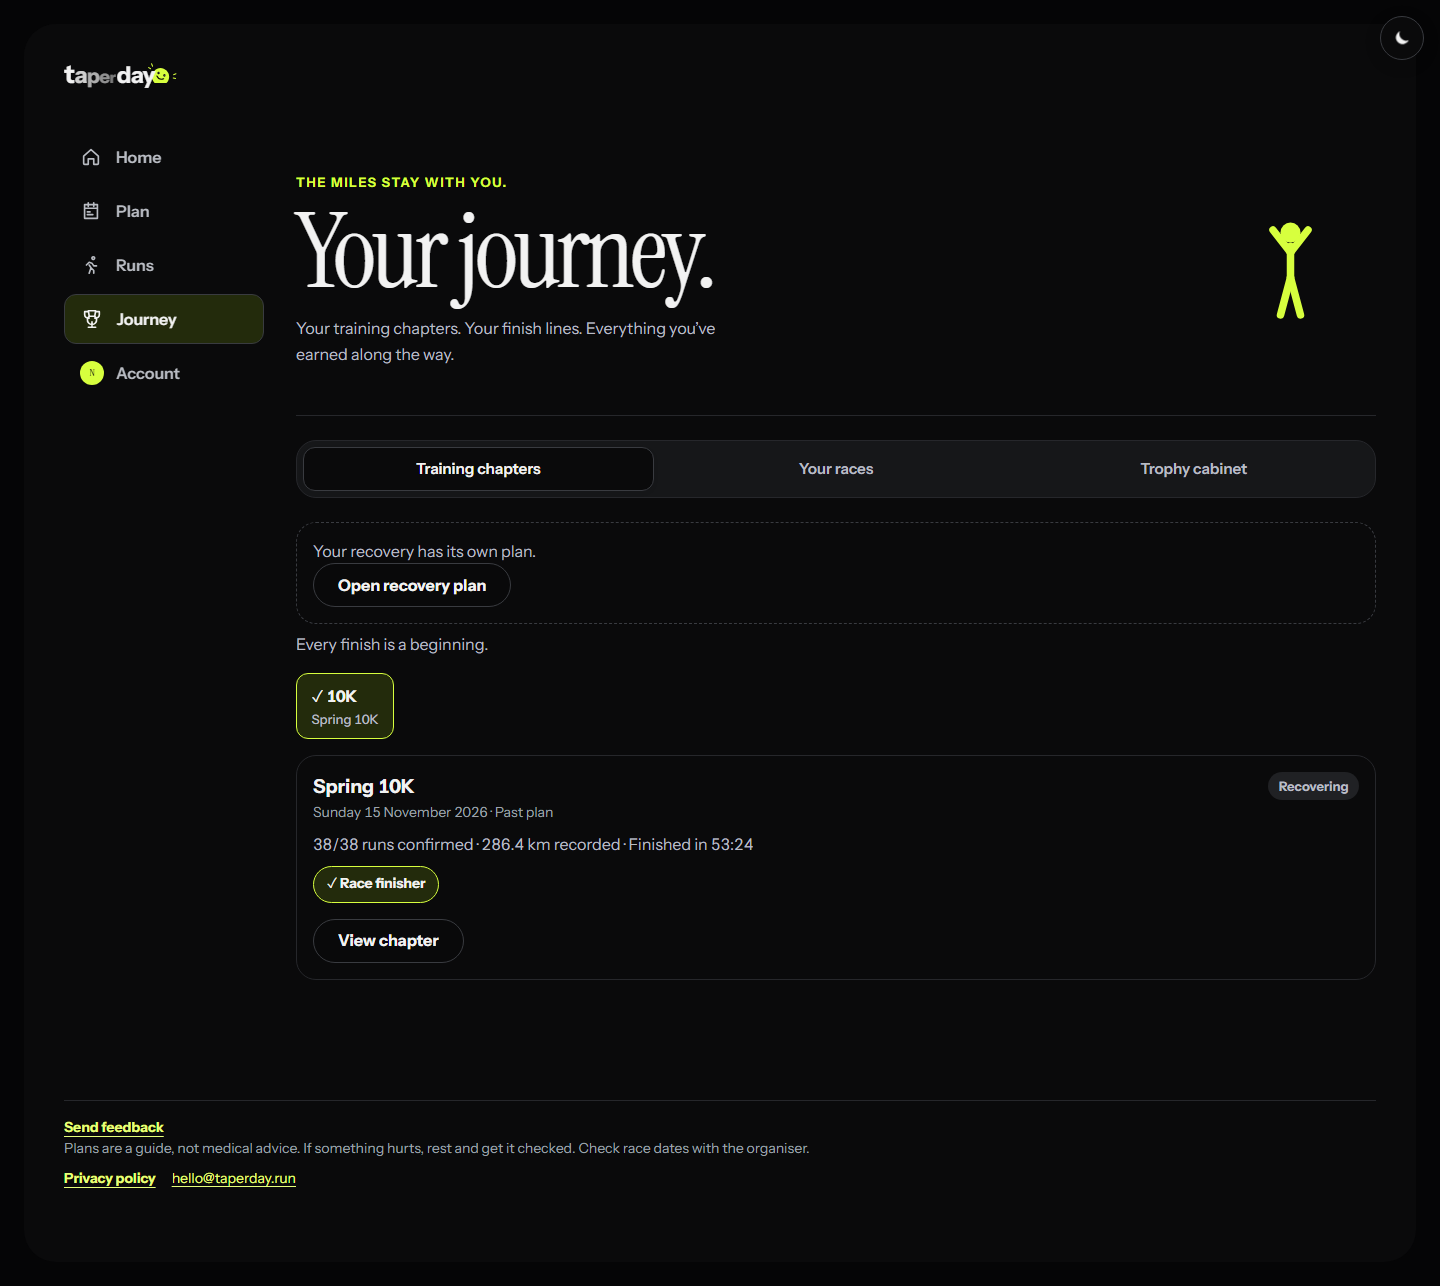 taperday
Home
Plan
Runs
Journey
N
Account
THE MILES STAY WITH YOU.
Your journey.
Your training chapters. Your finish lines. Everything you’ve
earned along the way.
Training chapters
Your races
Trophy cabinet
Your recovery has its own plan.
Open recovery plan
Every finish is a beginning.
✓ 10K
Spring 10K
Spring 10K
Recovering
Sunday 15 November 2026 · Past plan
38/38 runs confirmed · 286.4 km recorded · Finished in 53:24
✓ Race finisher
View chapter
Send feedback
Plans are a guide, not medical advice. If something hurts, rest and get it checked. Check race dates with the organiser.
Privacy policy hello@taperday.run